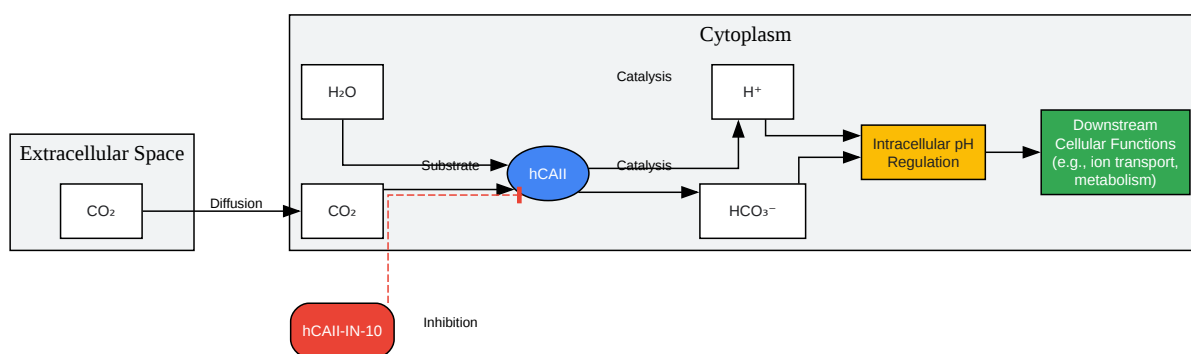 Cytoplasm
H₂O
Catalysis
H⁺
Extracellular Space
CO₂
Diffusion
CO₂
Substrate
hCAII
Catalysis
HCO₃⁻
Intracellular pH
Regulation
Downstream
Cellular Functions
(e.g., ion transport,
metabolism)
hCAII-IN-10
Inhibition